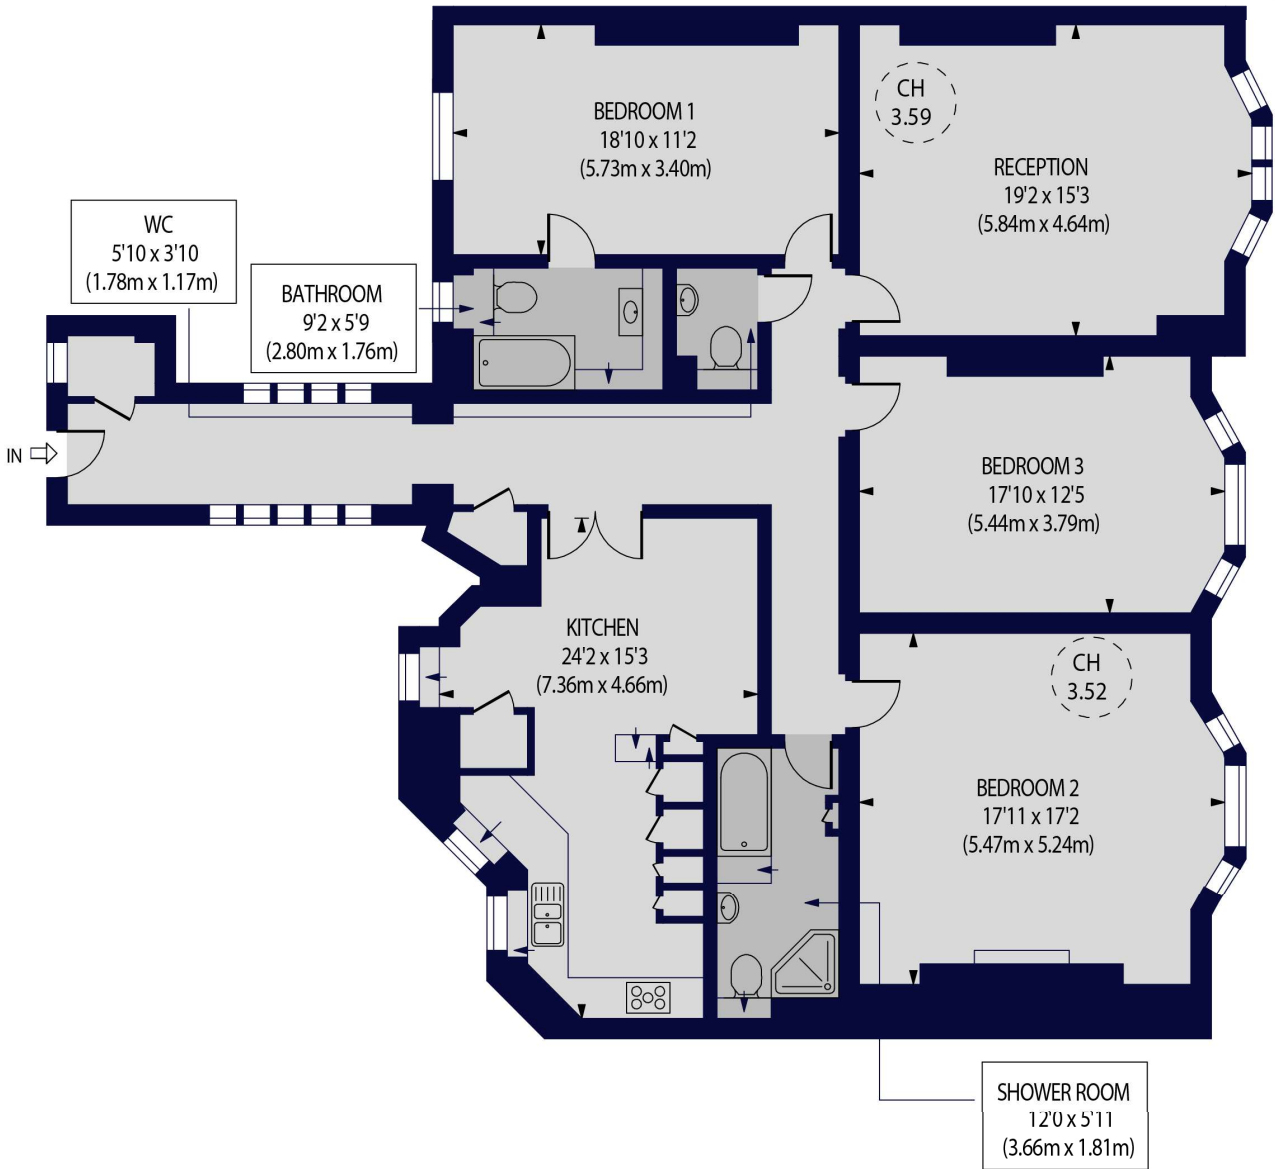 BEDROOM 1
18'10 x 11'2
(5.73m x 3.40m)
CH
3.59
RECEPTION
19'2 x 15'3
(5.84m x 4.64m)
WC
5'10 x 3'10
(1.78m x 1.17m)
BATHROOM
9'2 x 5'9
(2.80m x 1.76m)
IN
BEDROOM 3
17'10 x 12'5
(5.44m x 3.79m)
KITCHEN
24'2 x 15'3
(7.36m x 4.66m)
CH
3.52
BEDROOM 2
17'11 x 17'2
(5.47m x 5.24m)
SHOWER ROOM
12'0 x 5'11
(3.66m x 1.81m)